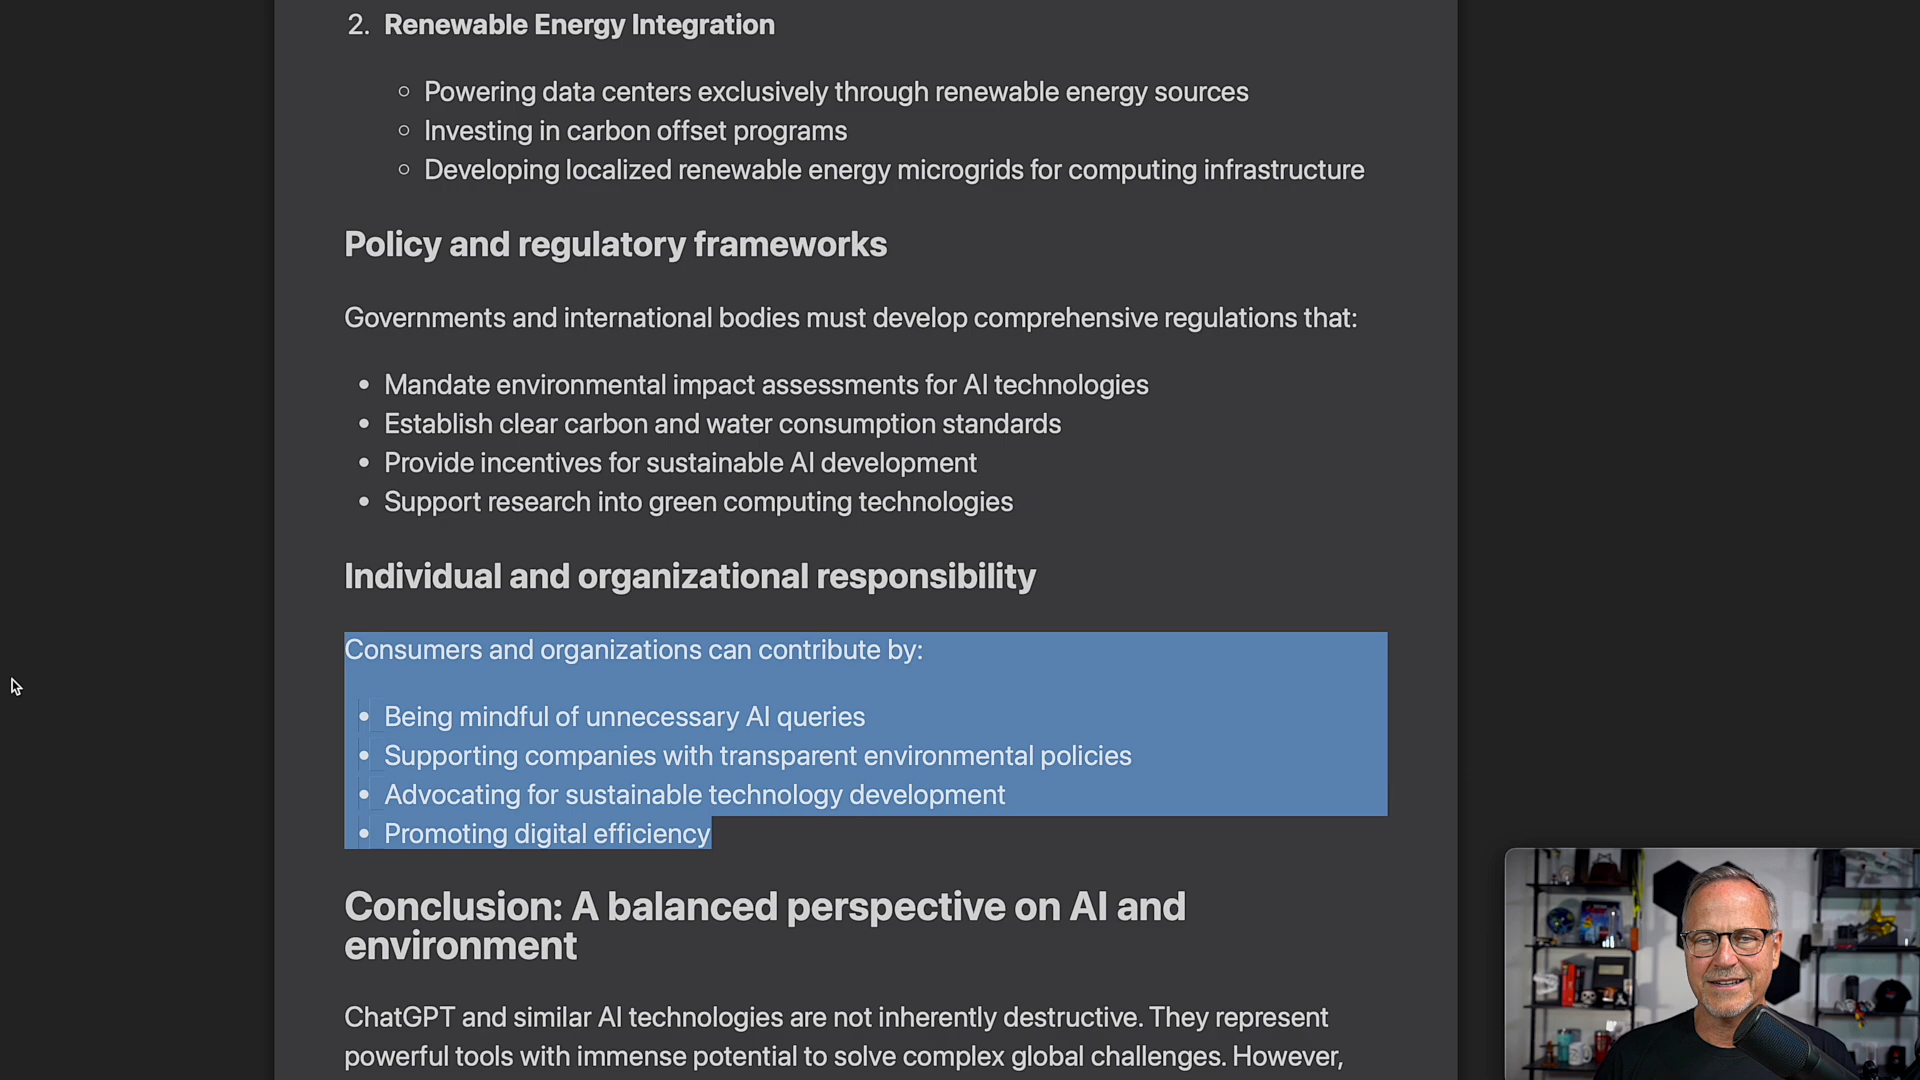 2. Renewable Energy Integration
Powering data centers exclusively through renewable energy sources
Investing in carbon offset programs
Developing localized renewable energy microgrids for computing infrastructure
Policy and regulatory frameworks
Governments and international bodies must develop comprehensive regulations that:
Mandate environmental impact assessments for AI technologies
Establish clear carbon and water consumption standards
Provide incentives for sustainable AI development
Support research into green computing technologies
Individual and organizational responsibility
Consumers and organizations can contribute by:
Being mindful of unnecessary AI queries
Supporting companies with transparent environmental policies
Advocating for sustainable technology development
Promoting digital efficiency
Conclusion: A balanced perspective on AI and
environment
ChatGPT and similar AI technologies are not inherently destructive. They represent
powerful tools with immense potential to solve complex global challenges. However,